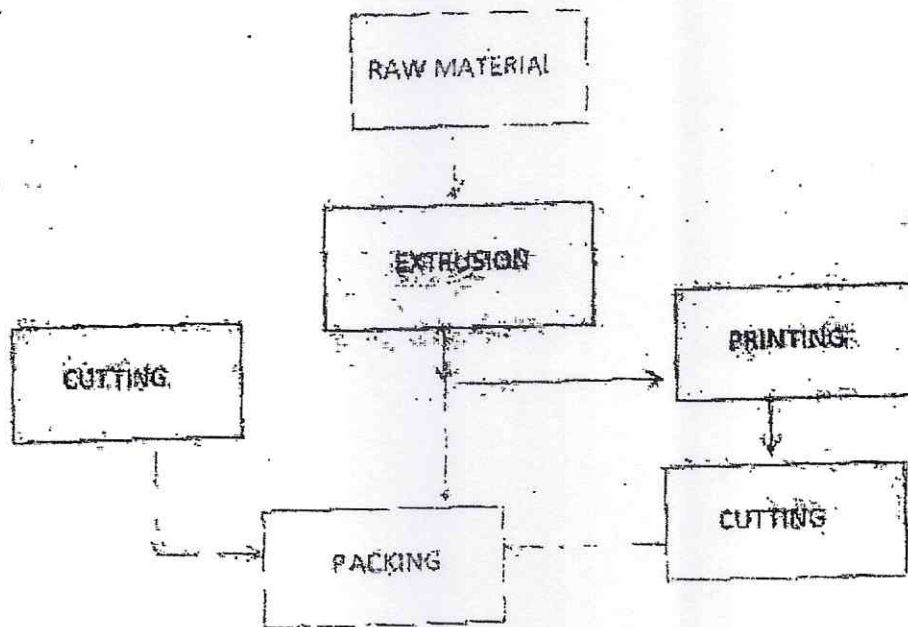 RAW MATERIAL
EXTRUSION
PRINTING
CUTTING
CUTTING
PACKING